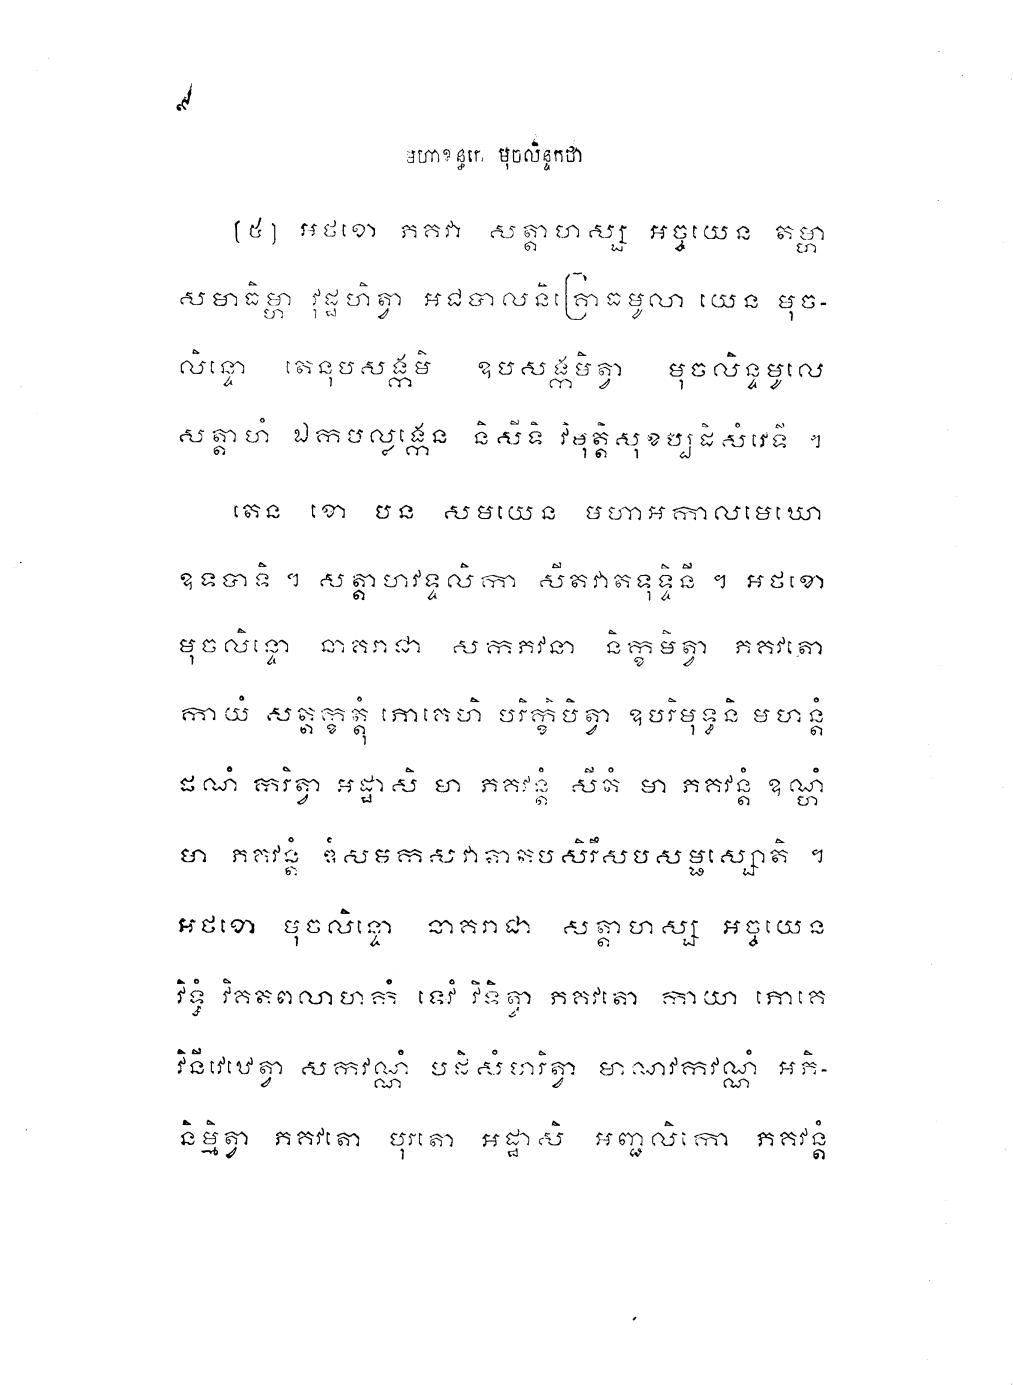 ៩
មហាខន្ធកេ មុចលិន្ទកថា
(៥) អថខោ ភគវា សត្តាហស្ស អច្ចយេន តម្ហា
សមាធិម្ហា វុដ្ឋហិត្វា អជបាលនិគ្រោធមូលា យេន មុច-
លិន្ទោ តេនុបសង្កមិ ឧបសង្កមិត្វា មុចលិន្ទមូលេ
សត្តាហំ ឯកបល្លង្កេន និសីទិ វិមុត្តិសុខប្បដិសំវេទី ។
តេន ខោ បន សមយេន មហាអកាលមេឃោ
ឧទបាទិ ។ សត្តាហវទ្ទលិកា សីតវាតទុទ្ទិនី ។ អថខោ
មុចលិន្ទោ នាគរាជា សកភវនា និក្ខមិត្វា ភគវតោ
កាយំ សត្តក្ខត្តុំ ភោគេហិ បរិក្ខិបិត្វា ឧបរិមុទ្ធនិ មហន្តំ
ផណំ ករិត្វា អដ្ឋាសិ មា ភគវន្តំ សីតំ មា ភគវន្តំ ឧណ្ហំ
មា ភគវន្តំ ឌំសមកសវាតាតបសិរឹសបសម្ផស្សោតិ ។
អថខោ មុចលិន្ទោ នាគរាជា សត្តាហស្ស អច្ចយេន
វិទ្ធំ វិគតពលាហកំ ទេវំ វិទិត្វា ភគវតោ កាយា ភោគេ
វិនីវេឋេត្វា សកវណ្ណំ បដិសំហរិត្វា មាណវកវណ្ណំ អភិ-
និម្មិត្វា ភគវតោ បុរតោ អដ្ឋាសិ អញ្ជលិកោ ភគវន្តំ